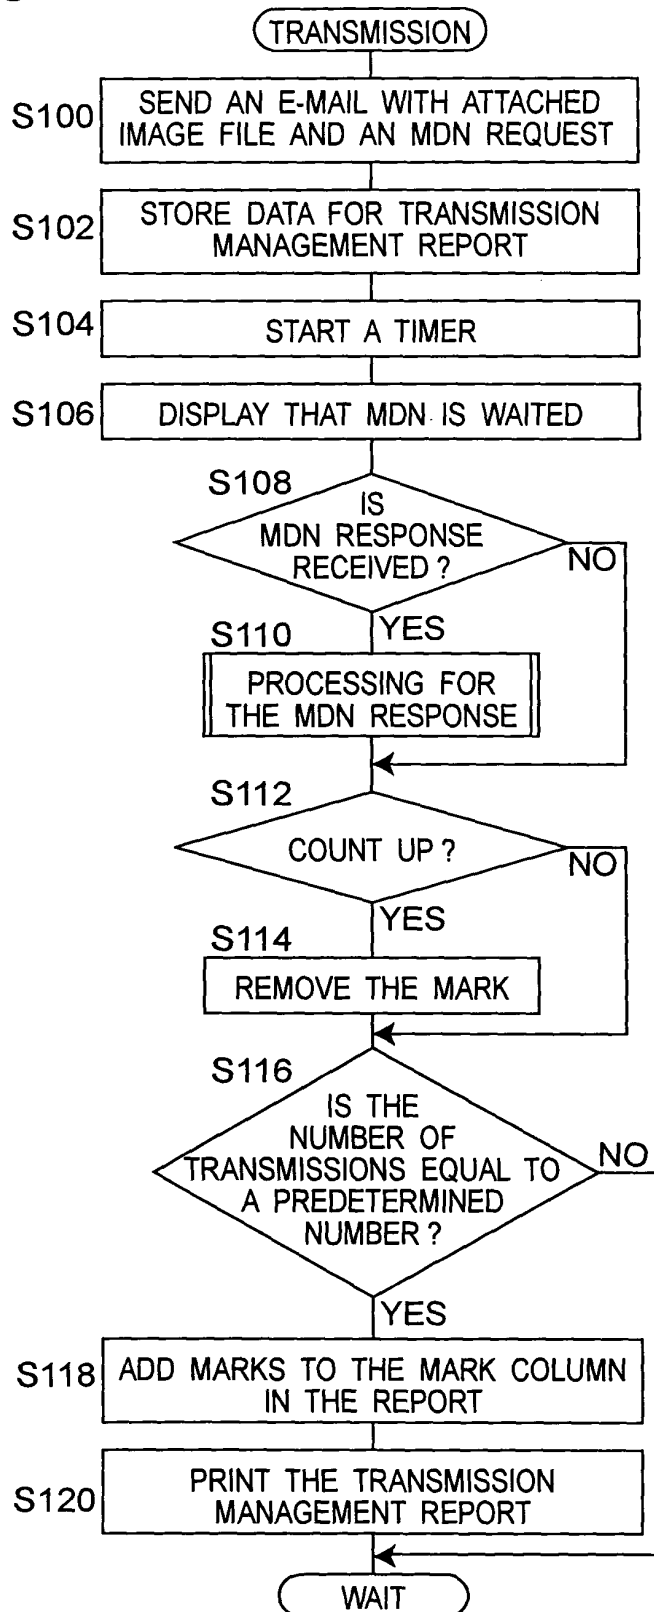 TRANSMISSION
S100
SEND AN E-MAIL WITH ATTACHED
IMAGE FILE AND AN MDN REQUEST
S102
STORE DATA FOR TRANSMISSION
MANAGEMENT REPORT
S104
START A TIMER
S106
DISPLAY THAT MDN IS WAITED
S108
IS
MDN RESPONSE
RECEIVED ?
NO
YES
S110
PROCESSING FOR
THE MDN RESPONSE
S112
COUNT UP ?
NO
YES
S114
REMOVE THE MARK
S116
IS THE
NUMBER OF
TRANSMISSIONS EQUAL TO
A PREDETERMINED
NUMBER ?
NO
YES
S118
ADD MARKS TO THE MARK COLUMN
IN THE REPORT
S120
PRINT THE TRANSMISSION
MANAGEMENT REPORT
WAIT